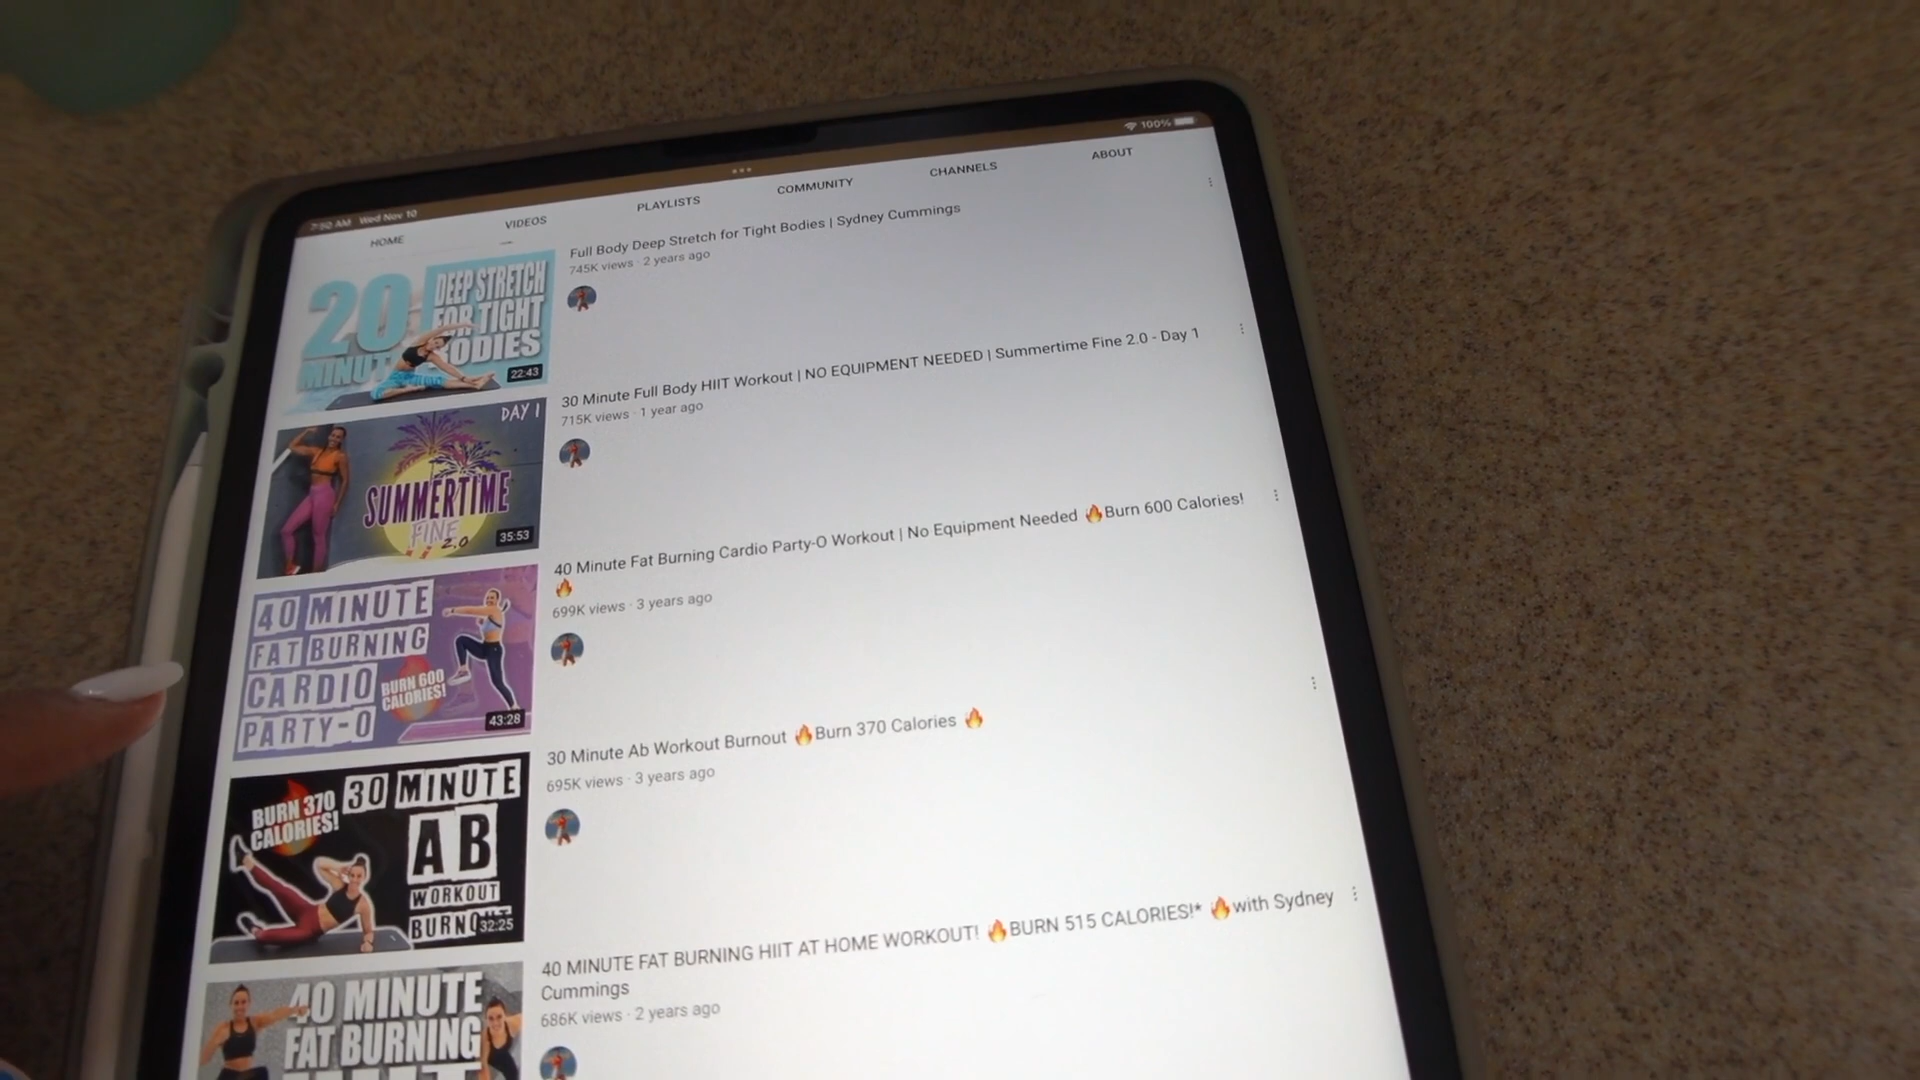 7:50 AM Wed Nov 10
100%
HOME
VIDEOS
PLAYLISTS
COMMUNITY
CHANNELS
ABOUT
20
MINUTE
DEEP STRETCH
FOR TIGHT
BODIES
22:43
Full Body Deep Stretch for Tight Bodies | Sydney Cummings
745K views · 2 years ago
DAY 1
SUMMERTIME
FINE
2.0
35:53
30 Minute Full Body HIIT Workout | NO EQUIPMENT NEEDED | Summertime Fine 2.0 - Day 1
715K views · 1 year ago
40 MINUTE
FAT BURNING
CARDIO
PARTY-O
BURN 600
CALORIES!
43:28
40 Minute Fat Burning Cardio Party-O Workout | No Equipment Needed 🔥Burn 600 Calories!
🔥
699K views · 3 years ago
BURN 370
CALORIES!
30 MINUTE
AB
WORKOUT
BURNOUT
32:25
30 Minute Ab Workout Burnout 🔥Burn 370 Calories 🔥
695K views · 3 years ago
40 MINUTE
FAT BURNING
40 MINUTE FAT BURNING HIIT AT HOME WORKOUT! 🔥BURN 515 CALORIES!* 🔥with Sydney
Cummings
686K views · 2 years ago